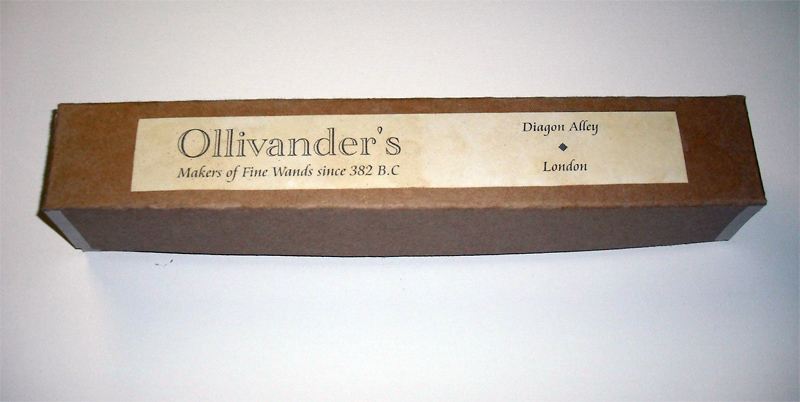 Ollivander's
Makers of Fine Wands since 382 B.C
Diagon Alley
London